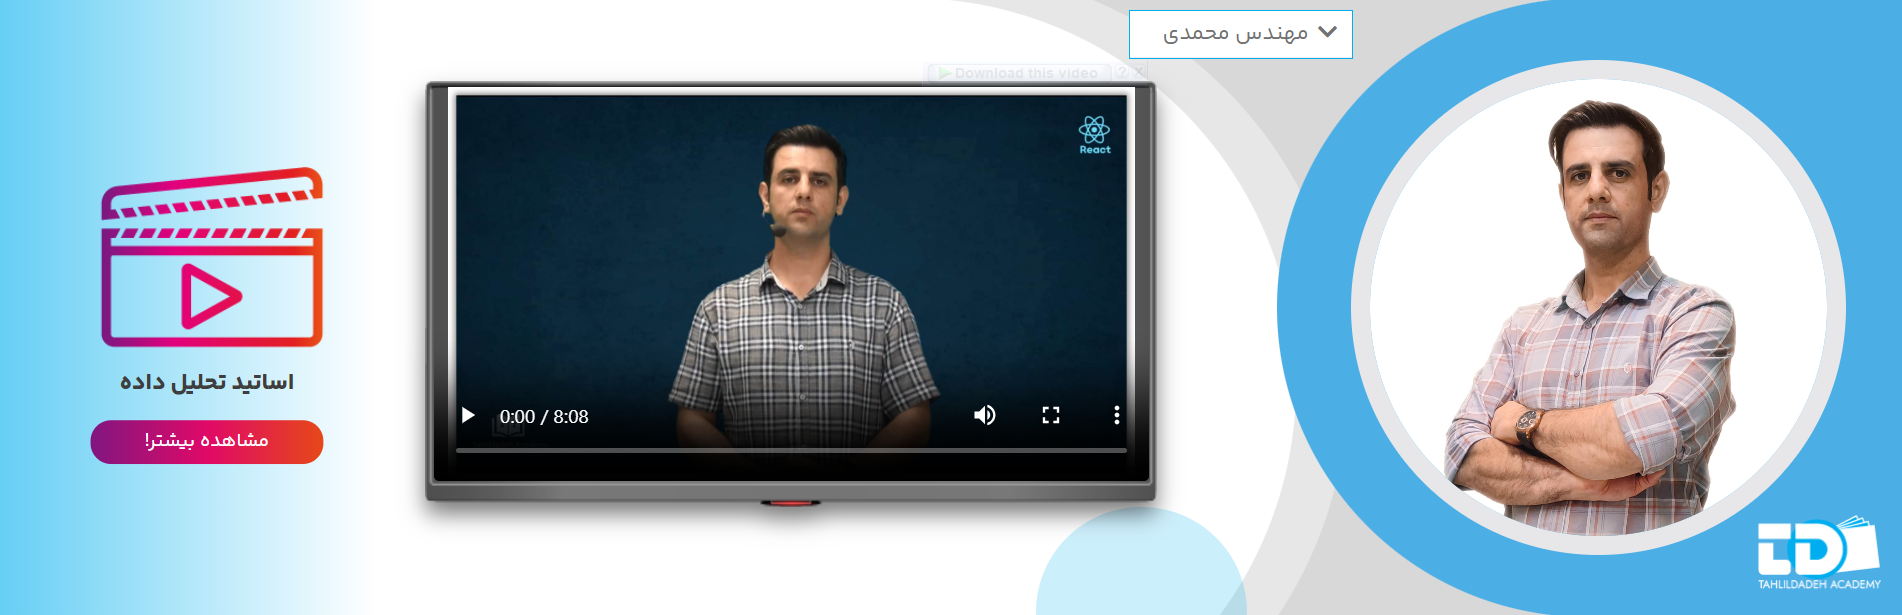 مهندس محمدی
Download this video ? X
React
0:00 / 8:08
اساتید تحلیل داده
مشاهده بیشتر!
TD
TAHLILDADEH ACADEMY